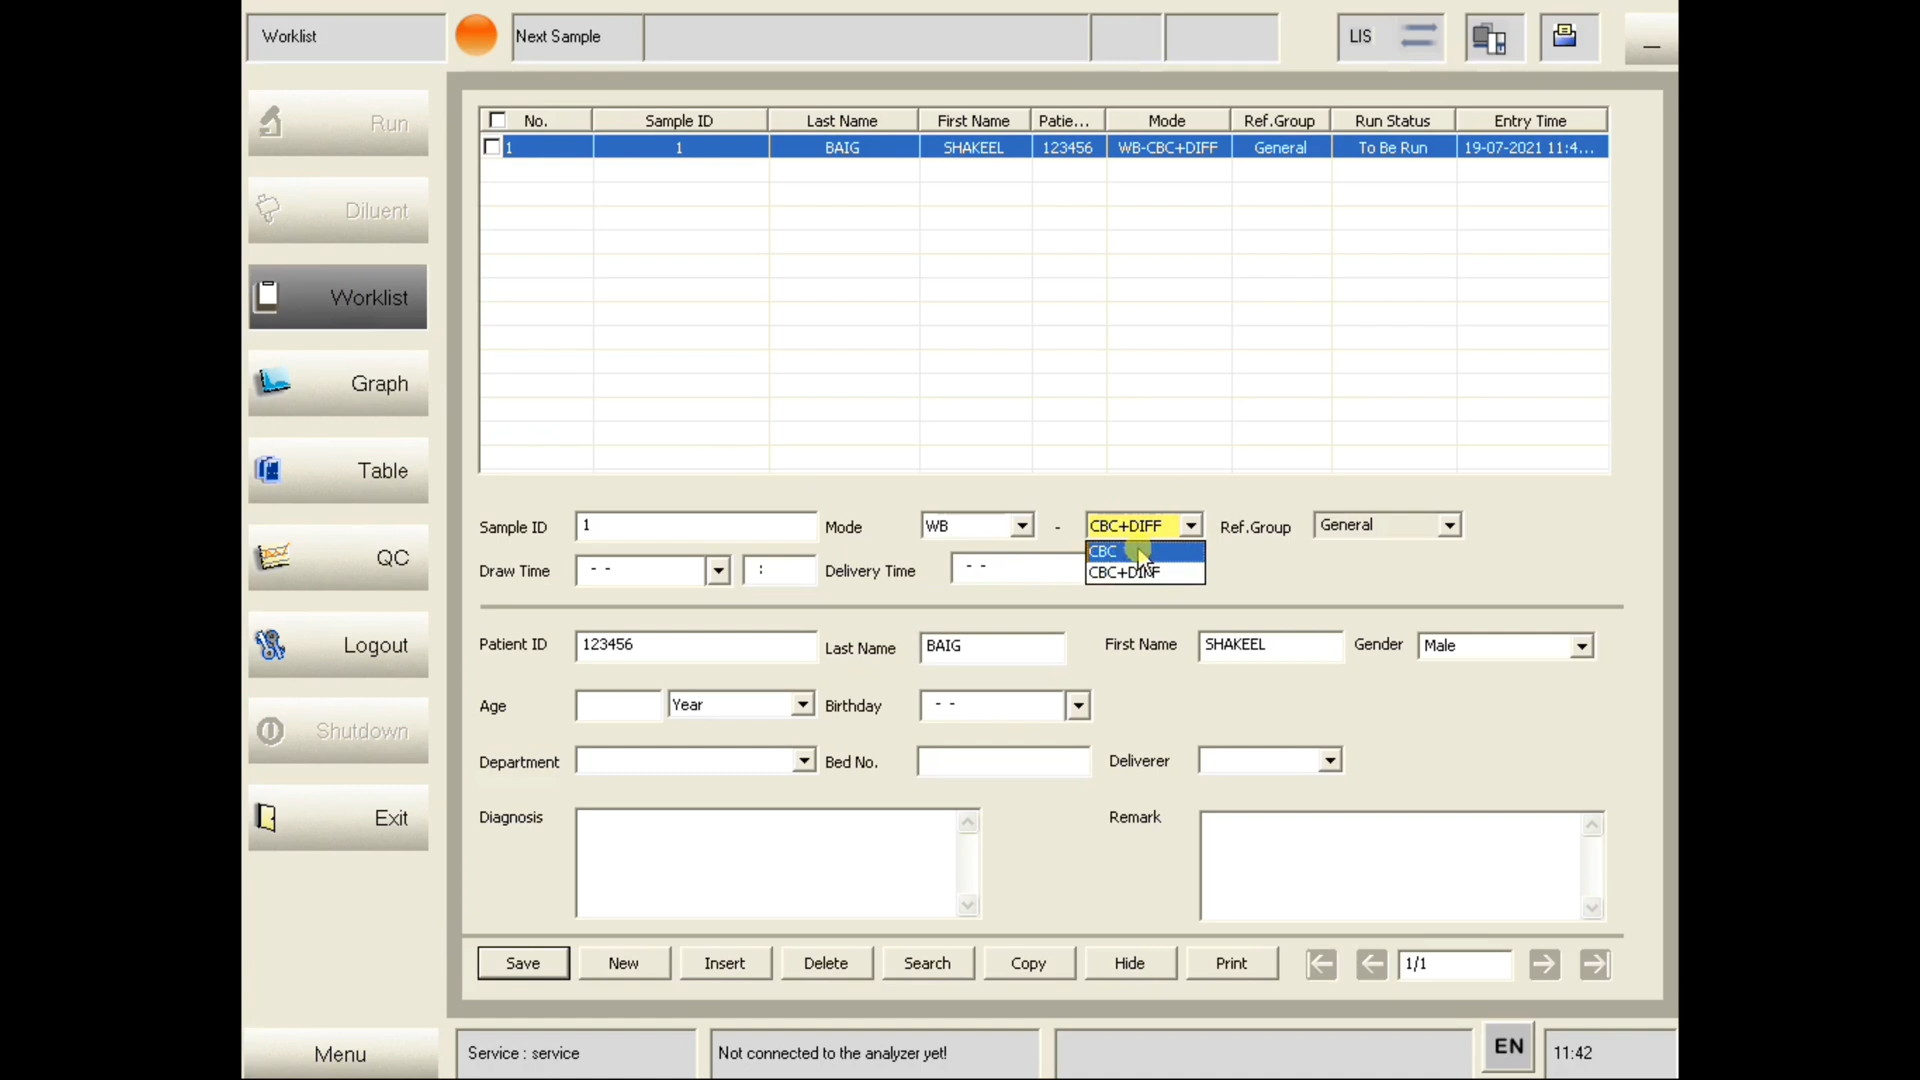 Worklist
Next Sample
LIS
Run
Diluent
Worklist
Graph
Table
QC
Logout
Shutdown
Exit
Menu
No. Sample ID Last Name First Name Patie... Mode Ref.Group Run Status Entry Time
1 1 BAIG SHAKEEL 123456 WB-CBC+DIFF General To Be Run 19-07-2021 11:4...
Sample ID 1 Mode WB - CBC+DIFF Ref.Group General
CBC
CBC+DIFF
Draw Time - - : Delivery Time - -
Patient ID 123456 Last Name BAIG First Name SHAKEEL Gender Male
Age Year Birthday - -
Department Bed No. Deliverer
Diagnosis Remark
Save New Insert Delete Search Copy Hide Print 1/1
Service : service Not connected to the analyzer yet! EN 11:42